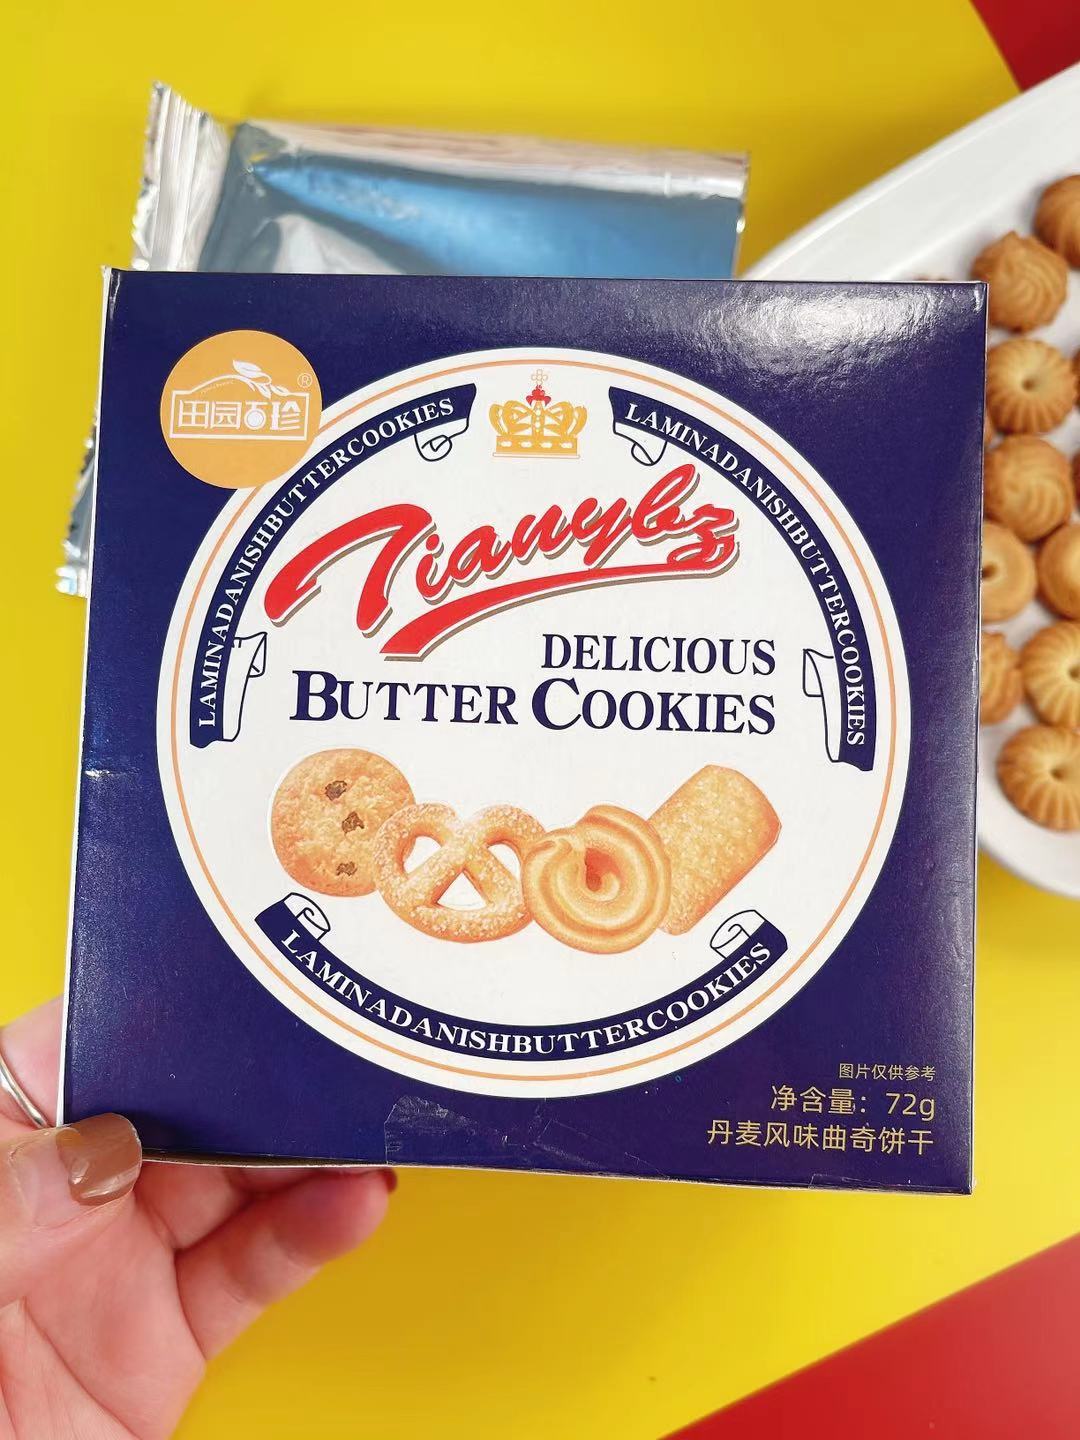 田园百珍
®
LAMINADANISHBUTTERCOOKIES
LAMINADANISHBUTTERCOOKIES
Tianybz
DELICIOUS
BUTTER COOKIES
LAMINADANISHBUTTERCOOKIES
图片仅供参考
净含量：72g
丹麦风味曲奇饼干